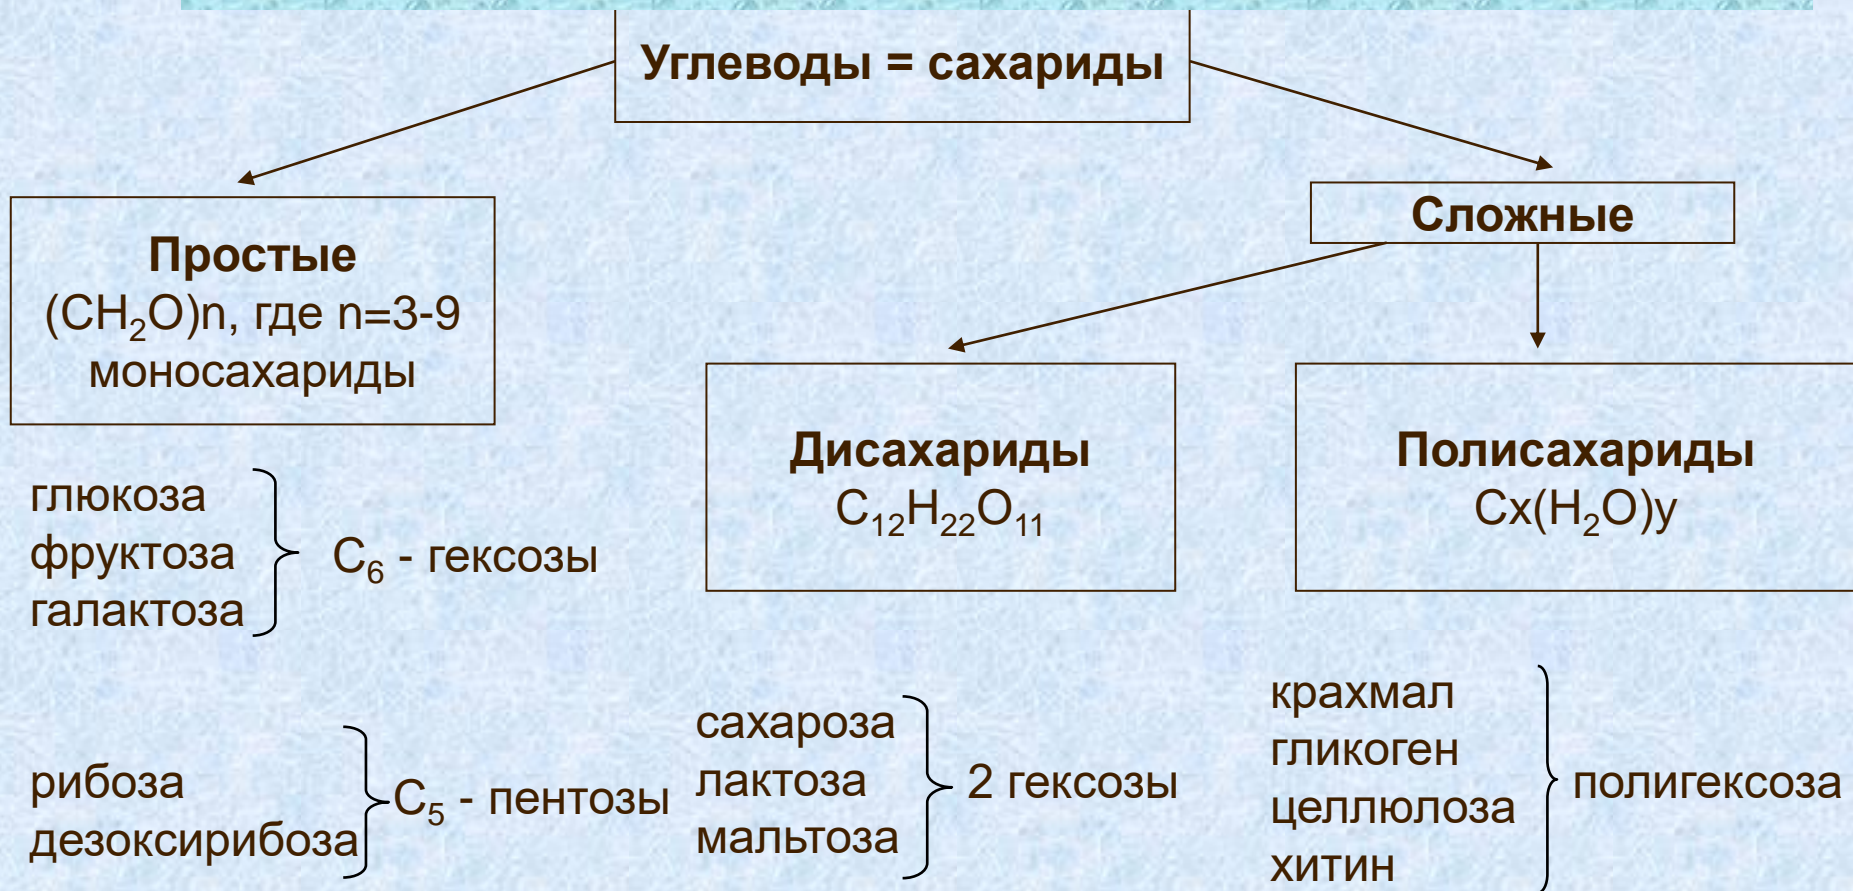 Углеводы = сахариды
Простые
(CH₂O)n, где n=3-9
моносахариды
Сложные
Дисахариды
C₁₂H₂₂O₁₁
Полисахариды
Cx(H₂O)y
глюкоза
фруктоза
галактоза
C₆ - гексозы
рибоза
дезоксирибоза
C₅ - пентозы
сахароза
лактоза
мальтоза
2 гексозы
крахмал
гликоген
целлюлоза
хитин
полигексоза